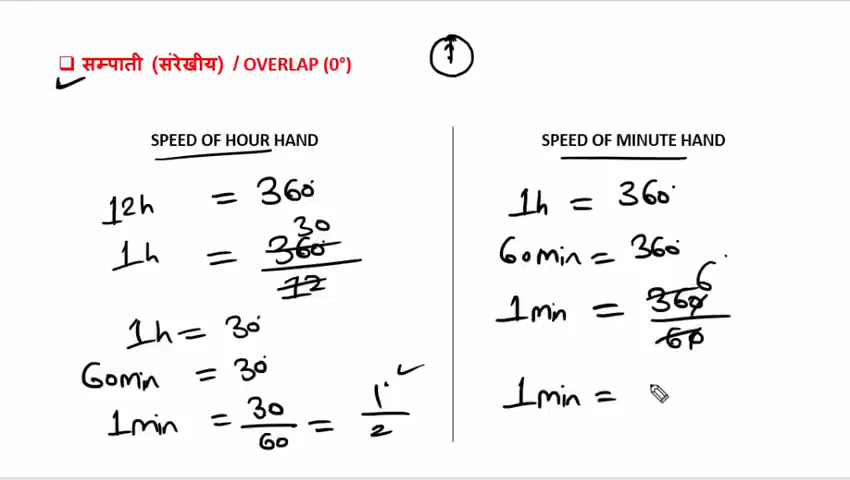 ❑ सम्पाती (संरेखीय) / OVERLAP (0°)
SPEED OF HOUR HAND
12h = 360°
30
1h = 360°/12
1h = 30°
60min = 30°
1min = 30/60 = 1°/2
SPEED OF MINUTE HAND
1h = 360°
60min = 360°
6
1min = 360/60
1min =